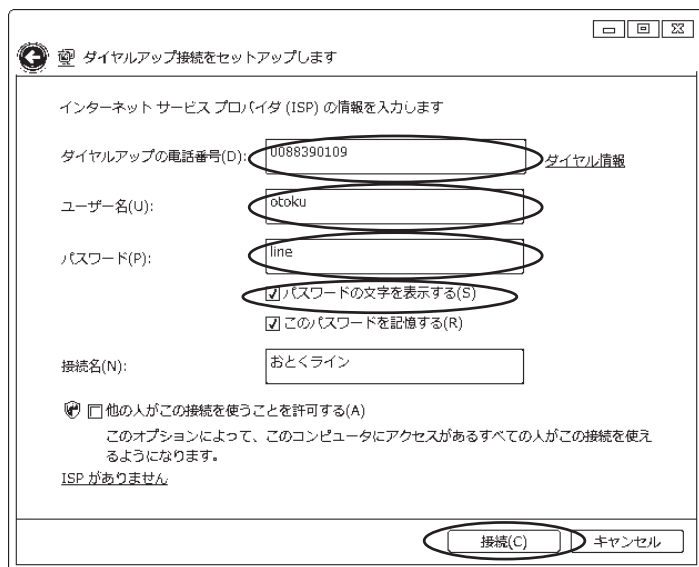 ダイヤルアップ接続をセットアップします
インターネット サービス プロバイダ (ISP) の情報を入力します
ダイヤルアップの電話番号(D): 0088390109 ダイヤル情報
ユーザー名(U): otoku
パスワード(P): line
パスワードの文字を表示する(S)
このパスワードを記憶する(R)
接続名(N): おとくライン
他の人がこの接続を使うことを許可する(A)
このオプションによって、このコンピュータにアクセスがあるすべての人がこの接続を使え
るようになります。
ISP がありません
接続(C) キャンセル